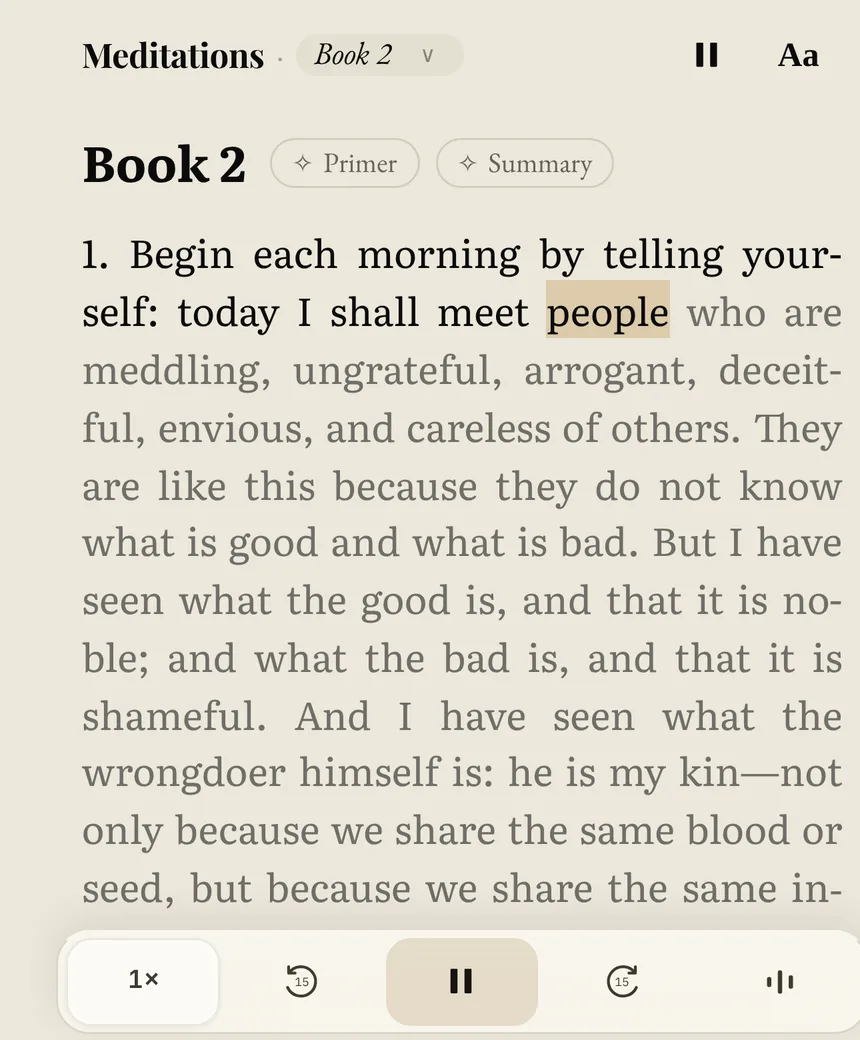 Meditations · Book 2 ∨
Aa
Book 2
✧ Primer
✧ Summary
1. Begin each morning by telling your-
self: today I shall meet people who are
meddling, ungrateful, arrogant, deceit-
ful, envious, and careless of others. They
are like this because they do not know
what is good and what is bad. But I have
seen what the good is, and that it is no-
ble; and what the bad is, and that it is
shameful. And I have seen what the
wrongdoer himself is: he is my kin—not
only because we share the same blood or
seed, but because we share the same in-
1×
15
15